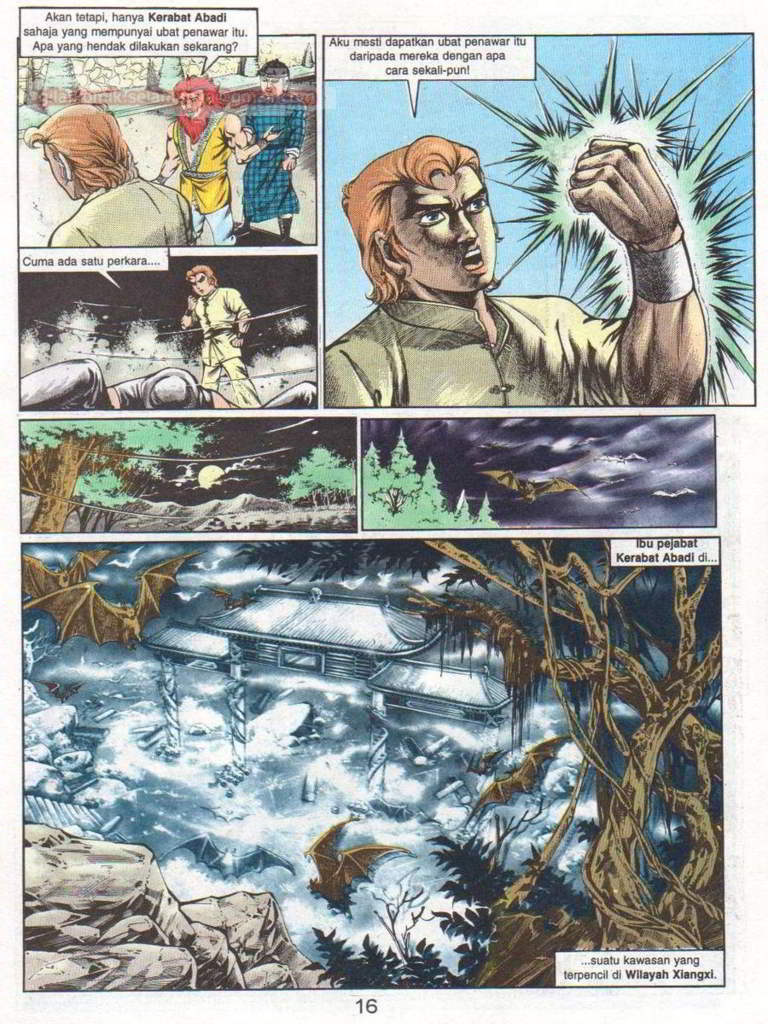 Akan tetapi, hanya Kerabat Abadi
sahaja yang mempunyai ubat penawar itu.
Apa yang hendak dilakukan sekarang?
Aku mesti dapatkan ubat penawar itu
daripada mereka dengan apa
cara sekali-pun!
Cuma ada satu perkara....
Ibu pejabat
Kerabat Abadi di...
...suatu kawasan yang
terpencil di Wilayah Xiangxi.
16